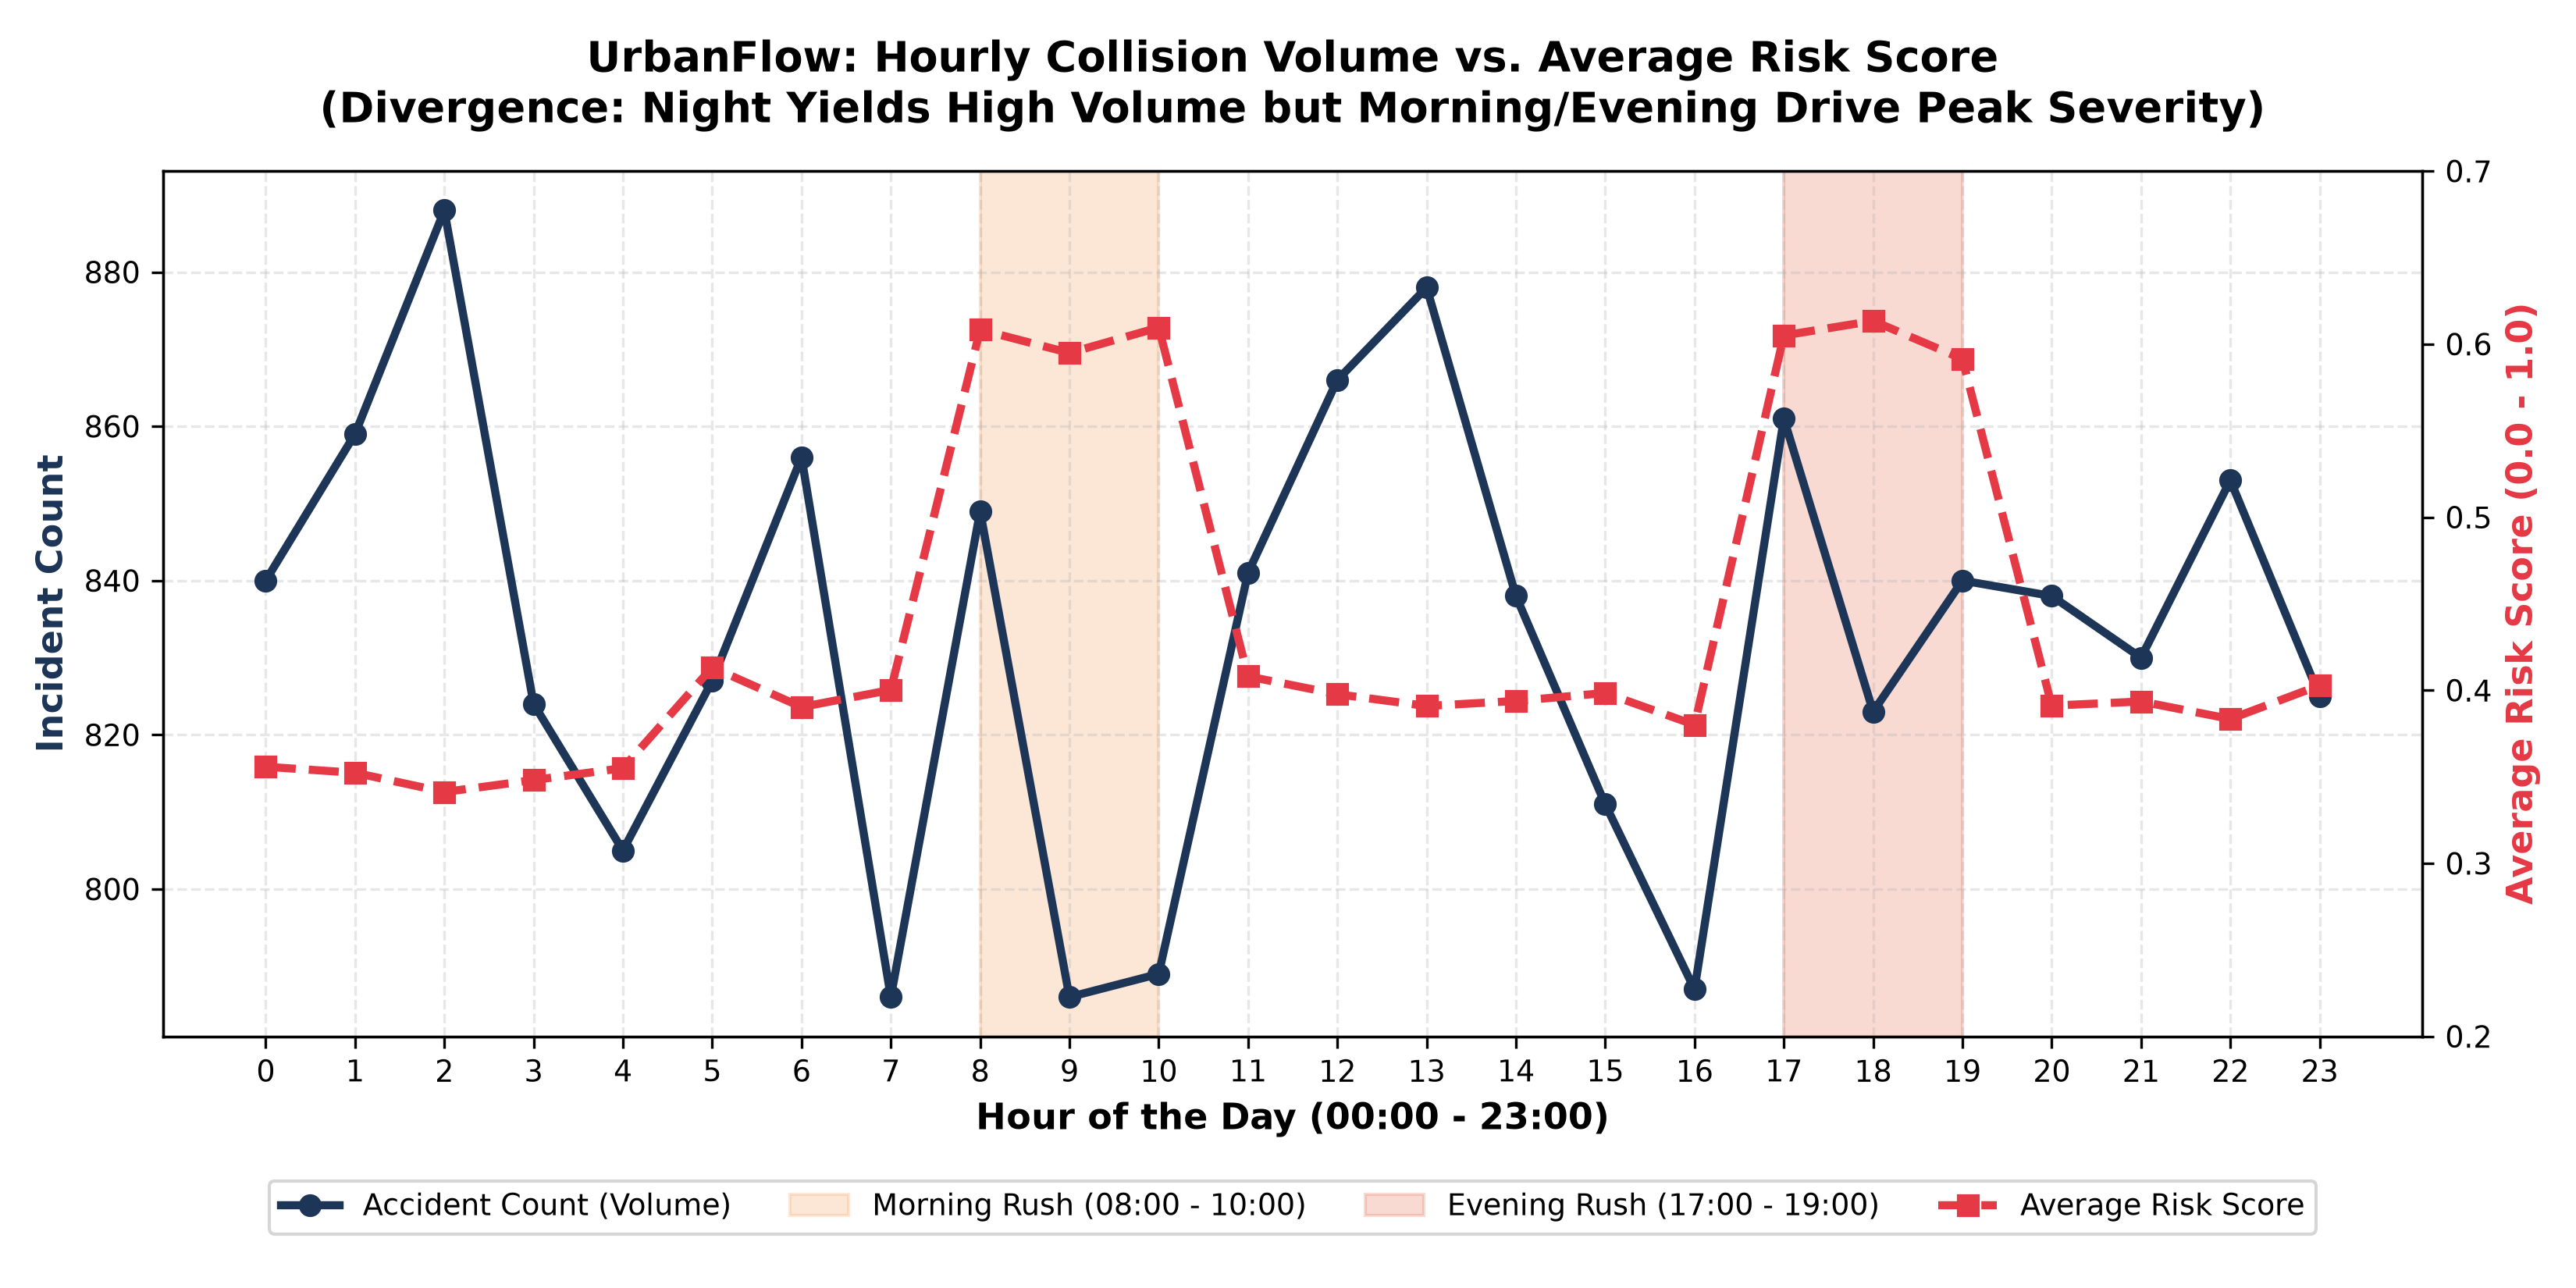 UrbanFlow: Hourly Collision Volume vs. Average Risk Score
(Divergence: Night Yields High Volume but Morning/Evening Drive Peak Severity)
Incident Count
880
860
840
820
800
0.7
0.6
0.5
0.4
0.3
0.2
Average Risk Score (0.0 - 1.0)
0 1 2 3 4 5 6 7 8 9 10 11 12 13 14 15 16 17 18 19 20 21 22 23
Hour of the Day (00:00 - 23:00)
Accident Count (Volume) Morning Rush (08:00 - 10:00) Evening Rush (17:00 - 19:00) Average Risk Score